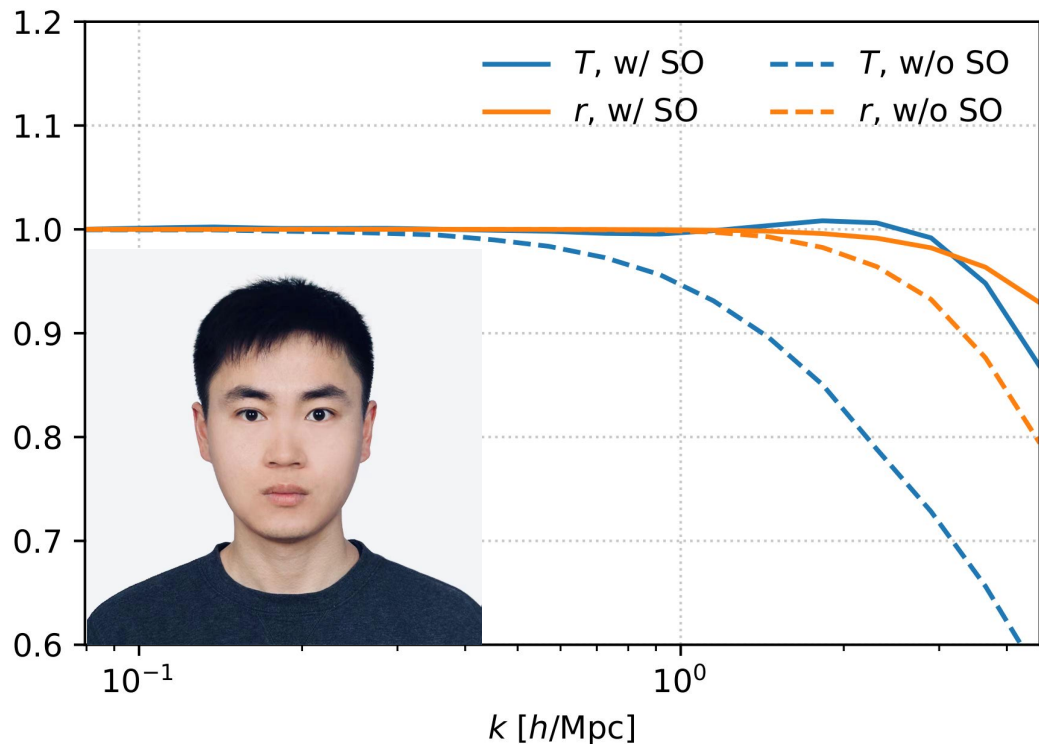 1.2
T, w/ SO T, w/o SO
r, w/ SO r, w/o SO
1.1
1.0
0.9
0.8
0.7
0.6
10⁻¹ 10⁰
k [h/Mpc]